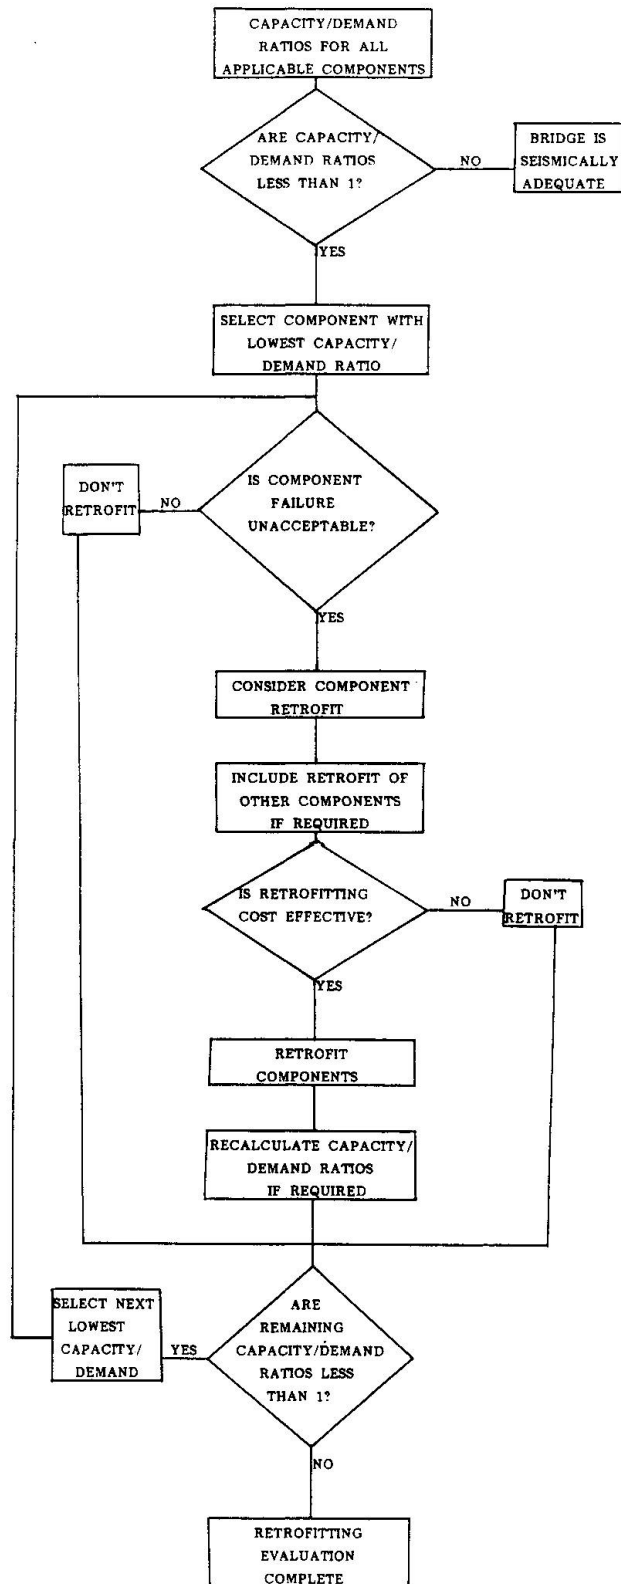 CAPACITY/DEMAND
RATIOS FOR ALL
APPLICABLE COMPONENTS
ARE CAPACITY/
DEMAND RATIOS
LESS THAN 1?
NO
BRIDGE IS
SEISMICALLY
ADEQUATE
YES
SELECT COMPONENT WITH
LOWEST CAPACITY/
DEMAND RATIO
IS COMPONENT
FAILURE
UNACCEPTABLE?
NO
DON'T
RETROFIT
YES
CONSIDER COMPONENT
RETROFIT
INCLUDE RETROFIT OF
OTHER COMPONENTS
IF REQUIRED
IS RETROFITTING
COST EFFECTIVE?
NO
DON'T
RETROFIT
YES
RETROFIT
COMPONENTS
RECALCULATE CAPACITY/
DEMAND RATIOS
IF REQUIRED
ARE
REMAINING
CAPACITY/DEMAND
RATIOS LESS
THAN 1?
YES
SELECT NEXT
LOWEST
CAPACITY/
DEMAND
NO
RETROFITTING
EVALUATION
COMPLETE